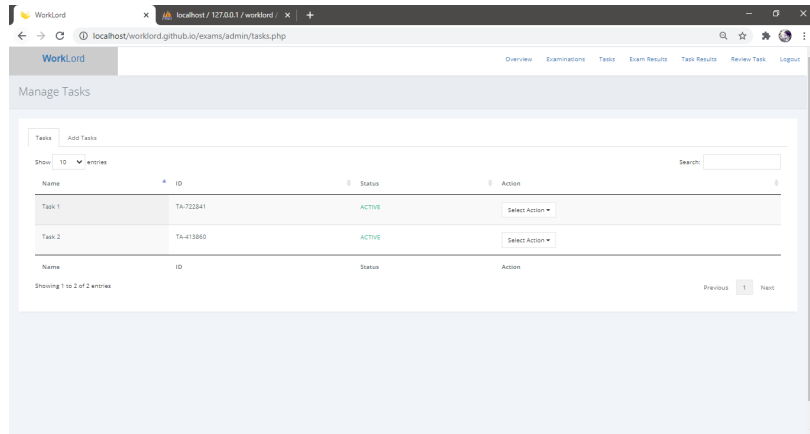 WorkLord
localhost / 127.0.0.1 / worklord /
localhost/worklord.github.io/exams/admin/tasks.php
WorkLord
Overview Examinations Tasks Exam Results Task Results Review Task Logout
Manage Tasks
Tasks Add Tasks
Show 10 entries Search:
Name ID Status Action
Task 1 TA-722841 ACTIVE Select Action
Task 2 TA-413860 ACTIVE Select Action
Name ID Status Action
Showing 1 to 2 of 2 entries
Previous 1 Next